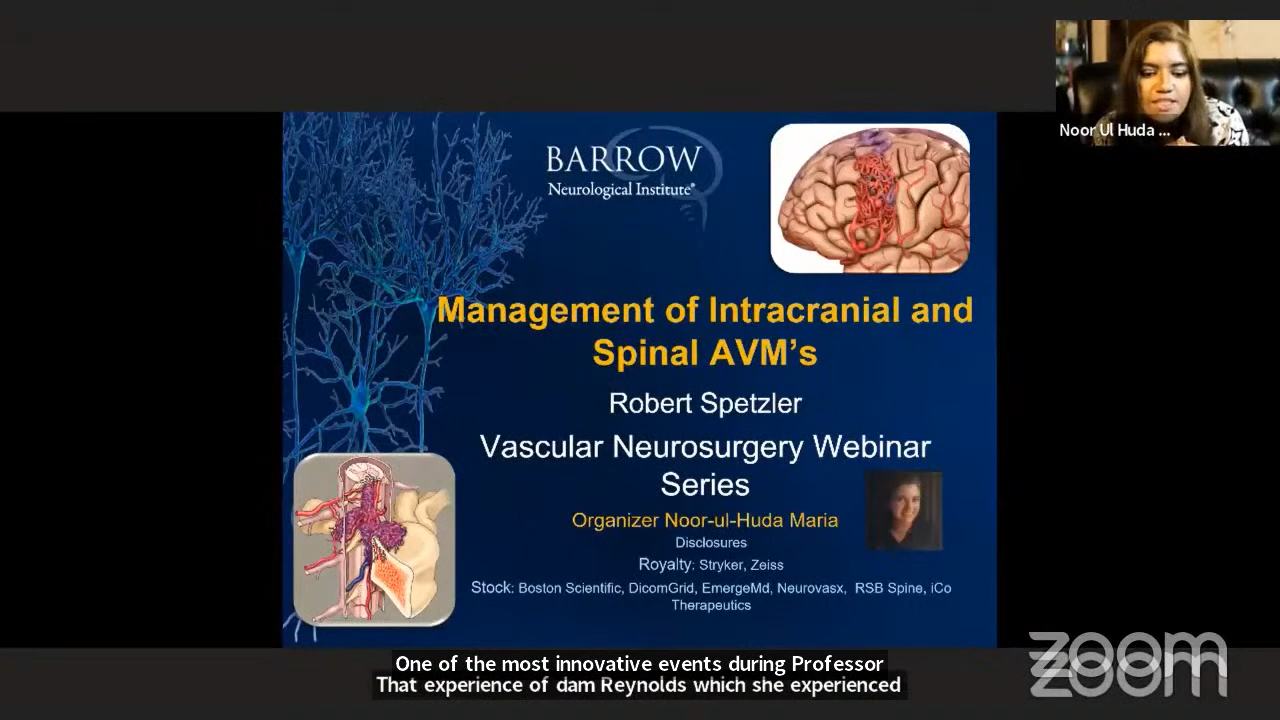 Noor Ul Huda ...
BARROW
Neurological Institute®
Management of Intracranial and
Spinal AVM's
Robert Spetzler
Vascular Neurosurgery Webinar
Series
Organizer Noor-ul-Huda Maria
Disclosures
Royalty: Stryker, Zeiss
Stock: Boston Scientific, DicomGrid, EmergeMd, Neurovasx, RSB Spine, iCo
Therapeutics
One of the most innovative events during Professor
That experience of dam Reynolds which she experienced
zoom